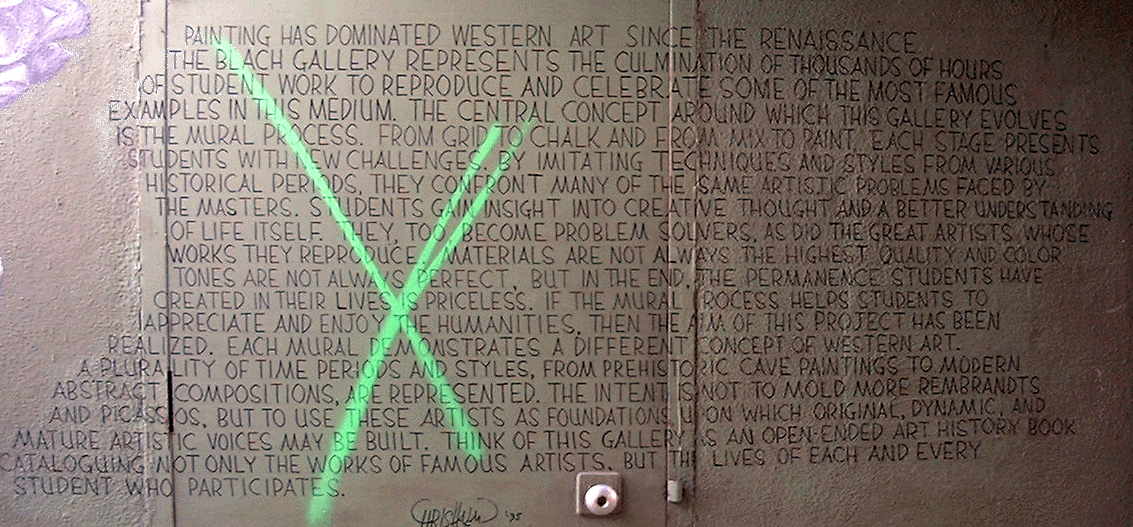 PAINTING HAS DOMINATED WESTERN ART SINCE THE RENAISSANCE.
THE BLACH GALLERY REPRESENTS THE CULMINATION OF THOUSANDS OF HOURS
OF STUDENT WORK TO REPRODUCE AND CELEBRATE SOME OF THE MOST FAMOUS
EXAMPLES IN THIS MEDIUM. THE CENTRAL CONCEPT AROUND WHICH THIS GALLERY EVOLVES
IS THE MURAL PROCESS. FROM GRID TO CHALK AND FROM MIX TO PAINT, EACH STAGE PRESENTS
STUDENTS WITH NEW CHALLENGES. BY IMITATING TECHNIQUES AND STYLES FROM VARIOUS
HISTORICAL PERIODS, THEY CONFRONT MANY OF THE SAME ARTISTIC PROBLEMS FACED BY
THE MASTERS. STUDENTS GAIN INSIGHT INTO CREATIVE THOUGHT AND A BETTER UNDERSTANDING
OF LIFE ITSELF. THEY, TOO, BECOME PROBLEM SOLVERS, AS DID THE GREAT ARTISTS WHOSE
WORKS THEY REPRODUCE. MATERIALS ARE NOT ALWAYS THE HIGHEST QUALITY AND COLOR
TONES ARE NOT ALWAYS PERFECT, BUT IN THE END, THE PERMANENCE STUDENTS HAVE
CREATED IN THEIR LIVES IS PRICELESS. IF THE MURAL PROCESS HELPS STUDENTS TO
APPRECIATE AND ENJOY THE HUMANITIES, THEN THE AIM OF THIS PROJECT HAS BEEN
REALIZED. EACH MURAL DEMONSTRATES A DIFFERENT CONCEPT OF WESTERN ART.
A PLURALITY OF TIME PERIODS AND STYLES, FROM PREHISTORIC CAVE PAINTINGS TO MODERN
ABSTRACT COMPOSITIONS, ARE REPRESENTED. THE INTENT IS NOT TO MOLD MORE REMBRANDTS
AND PICASSOS, BUT TO USE THESE ARTISTS AS FOUNDATIONS UPON WHICH ORIGINAL, DYNAMIC, AND
MATURE ARTISTIC VOICES MAY BE BUILT. THINK OF THIS GALLERY AS AN OPEN-ENDED ART HISTORY BOOK
CATALOGUING NOT ONLY THE WORKS OF FAMOUS ARTISTS, BUT THE LIVES OF EACH AND EVERY
STUDENT WHO PARTICIPATES.
'95